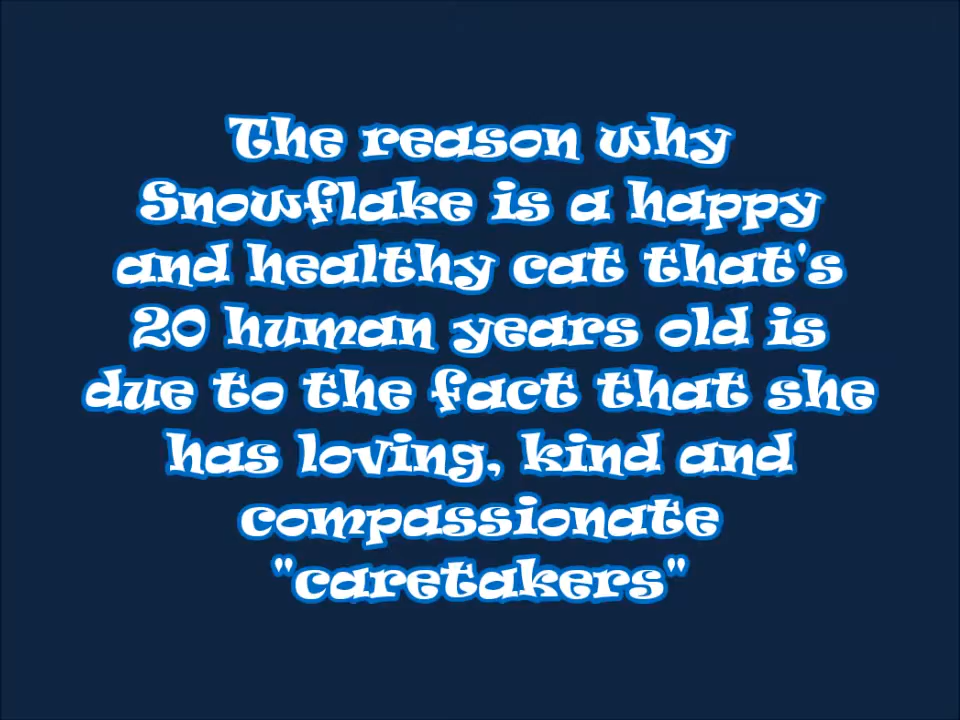 The reason why
Snowflake is a happy
and healthy cat that's
20 human years old is
due to the fact that she
has loving, kind and
compassionate
"caretakers"